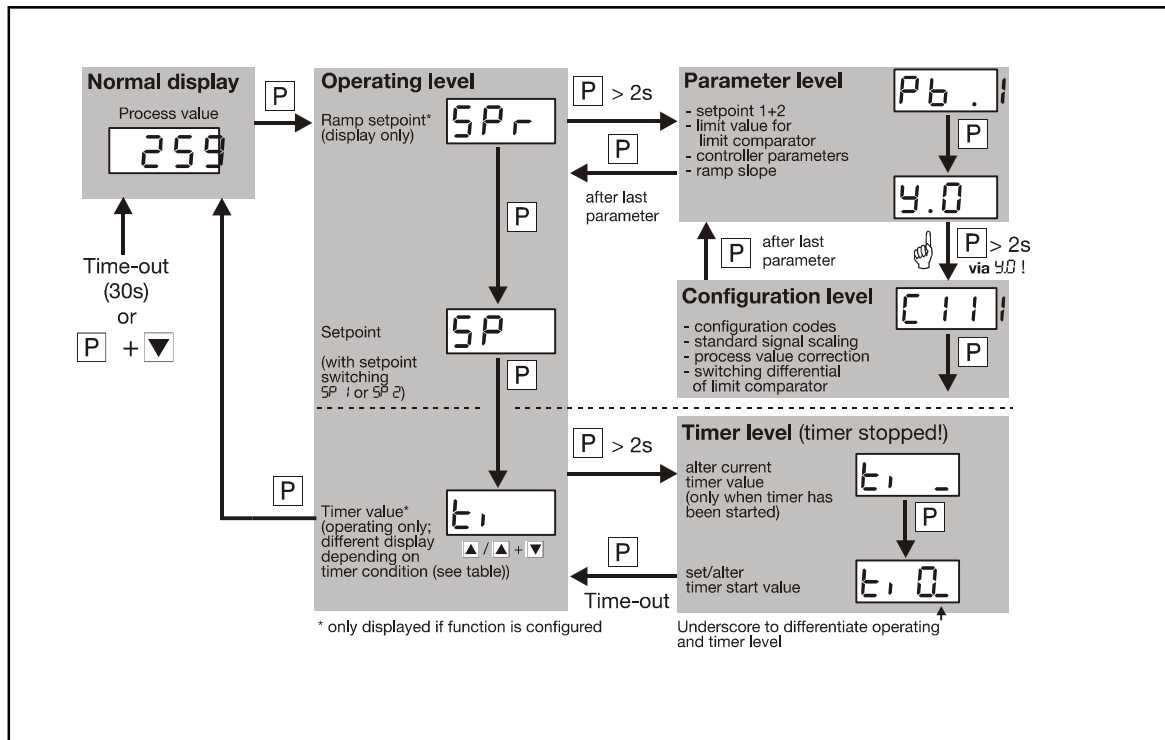 Normal display
Process value
259
P
Time-out
(30s)
or
P + ▼
P
Operating level
Ramp setpoint*
(display only)
SPr
P
Setpoint
(with setpoint
switching
SP 1 or SP 2)
SP
P
Timer value*
(operating only;
different display
depending on
timer condition (see table))
ti
▲ / ▲ + ▼
* only displayed if function is configured
P > 2s
P
after last
parameter
Parameter level
- setpoint 1+2
- limit value for
limit comparator
- controller parameters
- ramp slope
Pb .1
P
y.0
P
after last
parameter
P > 2s
via y.0 !
Configuration level
- configuration codes
- standard signal scaling
- process value correction
- switching differential
of limit comparator
C111
P
P > 2s
P
Time-out
Timer level (timer stopped!)
alter current
timer value
(only when timer has
been started)
ti _
P
set/alter
timer start value
ti 0_
Underscore to differentiate operating
and timer level